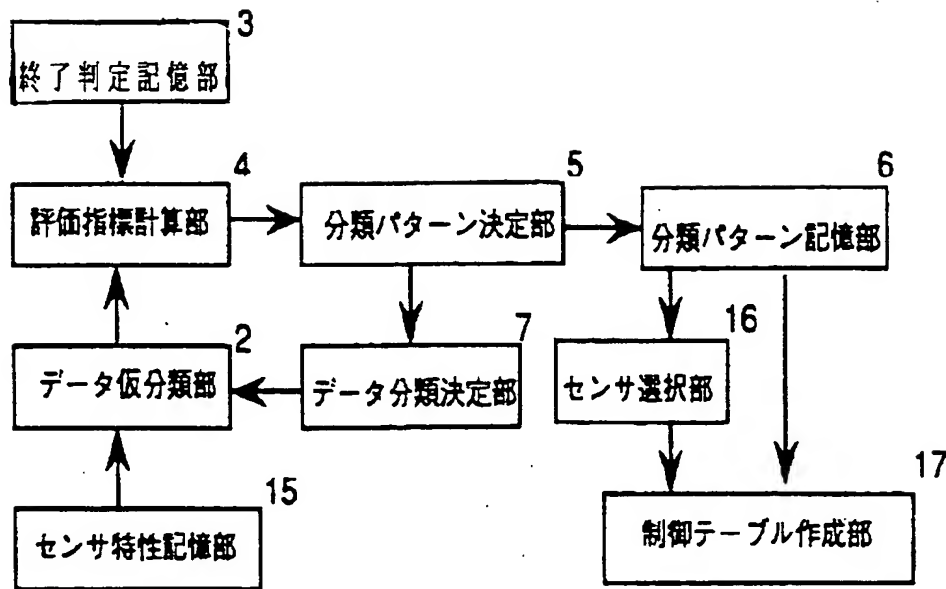 3
終了判定記憶部
4
評価指標計算部
5
分類パターン決定部
6
分類パターン記憶部
2
データ仮分類部
7
データ分類決定部
16
センサ選択部
15
センサ特性記憶部
17
制御テーブル作成部